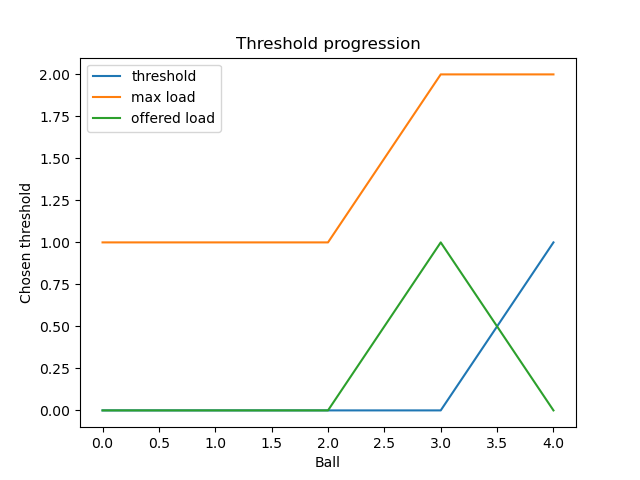 Threshold progression
threshold
max load
offered load
2.00
1.75
1.50
1.25
1.00
0.75
0.50
0.25
0.00
Chosen threshold
0.0 0.5 1.0 1.5 2.0 2.5 3.0 3.5 4.0
Ball